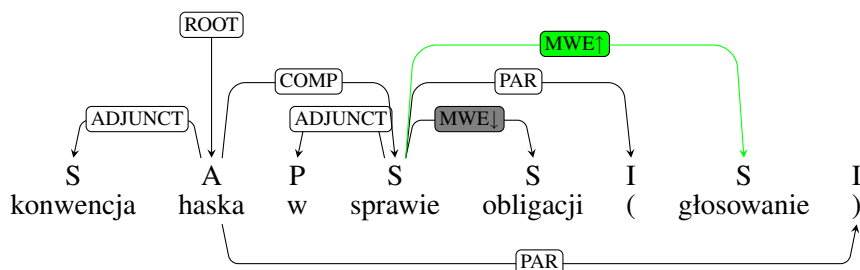 ROOT
MWE↑
COMP PAR
ADJUNCT ADJUNCT MWE↓
S A P S S I S I
konwencja haska w sprawie obligacji ( głosowanie )
PAR